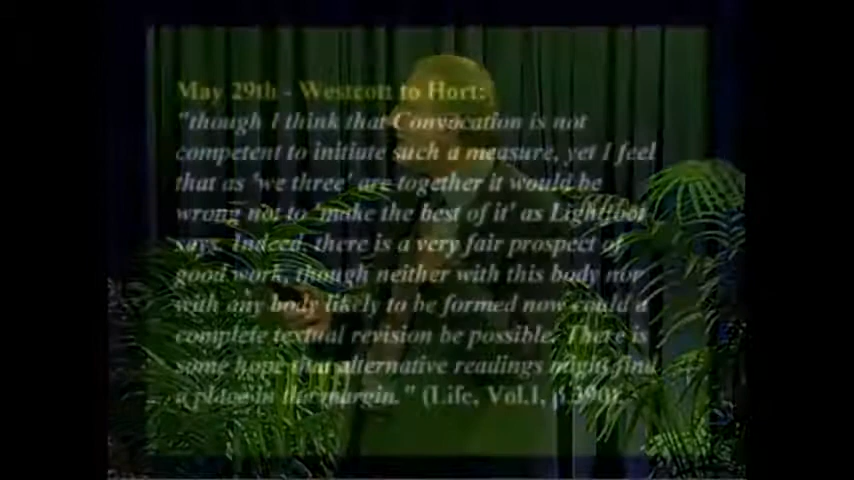 May 29th - Westcott to Hort:
"though I think that Convocation is not
competent to initiate such a measure, yet I feel
that as 'we three' are together it would be
wrong not to 'make the best of it' as Lightfoot
says. Indeed, there is a very fair prospect of
good work, though neither with this body nor
with any body likely to be formed now could a
complete textual revision be possible. There is
some hope that alternative readings might find
a place in the margin." (Life, Vol.I, p.390).